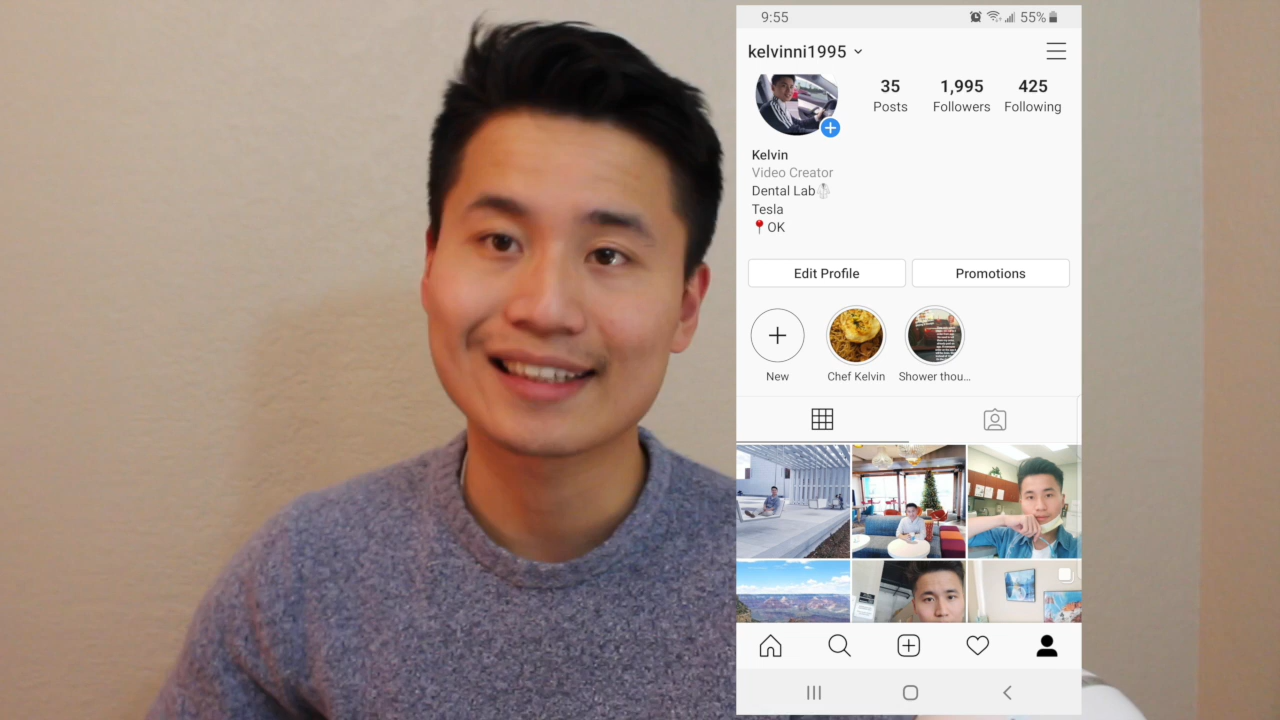 9:55 55%
kelvinni1995
35 1,995 425
Posts Followers Following
Kelvin
Video Creator
Dental Lab🥼
Tesla
📍OK
Edit Profile Promotions
New Chef Kelvin Shower thou...